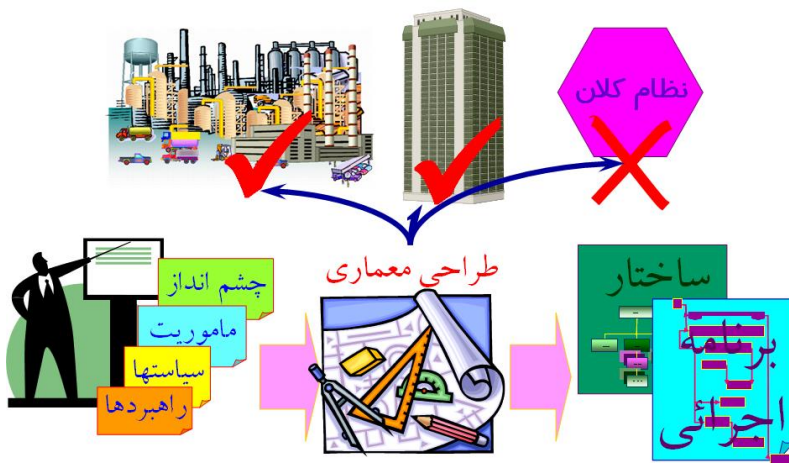 نظام کلان
طراحی معماری
چشم انداز
ماموریت
سیاستها
راهبردها
ساختار
برنامه
اجرائی